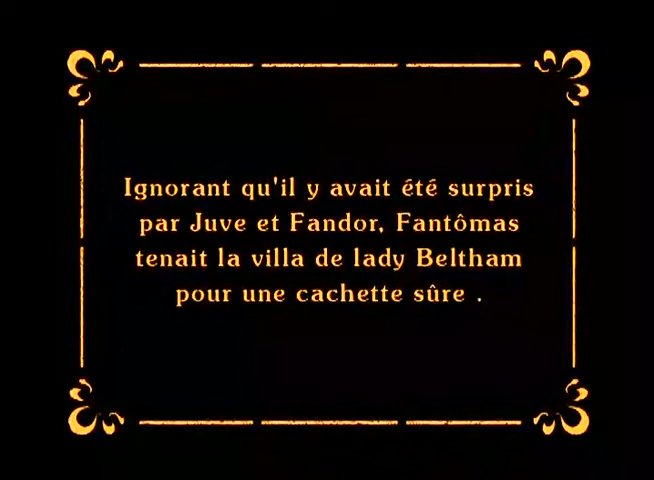 Ignorant qu'il y avait été surpris
par Juve et Fandor, Fantômas
tenait la villa de lady Beltham
pour une cachette sûre .